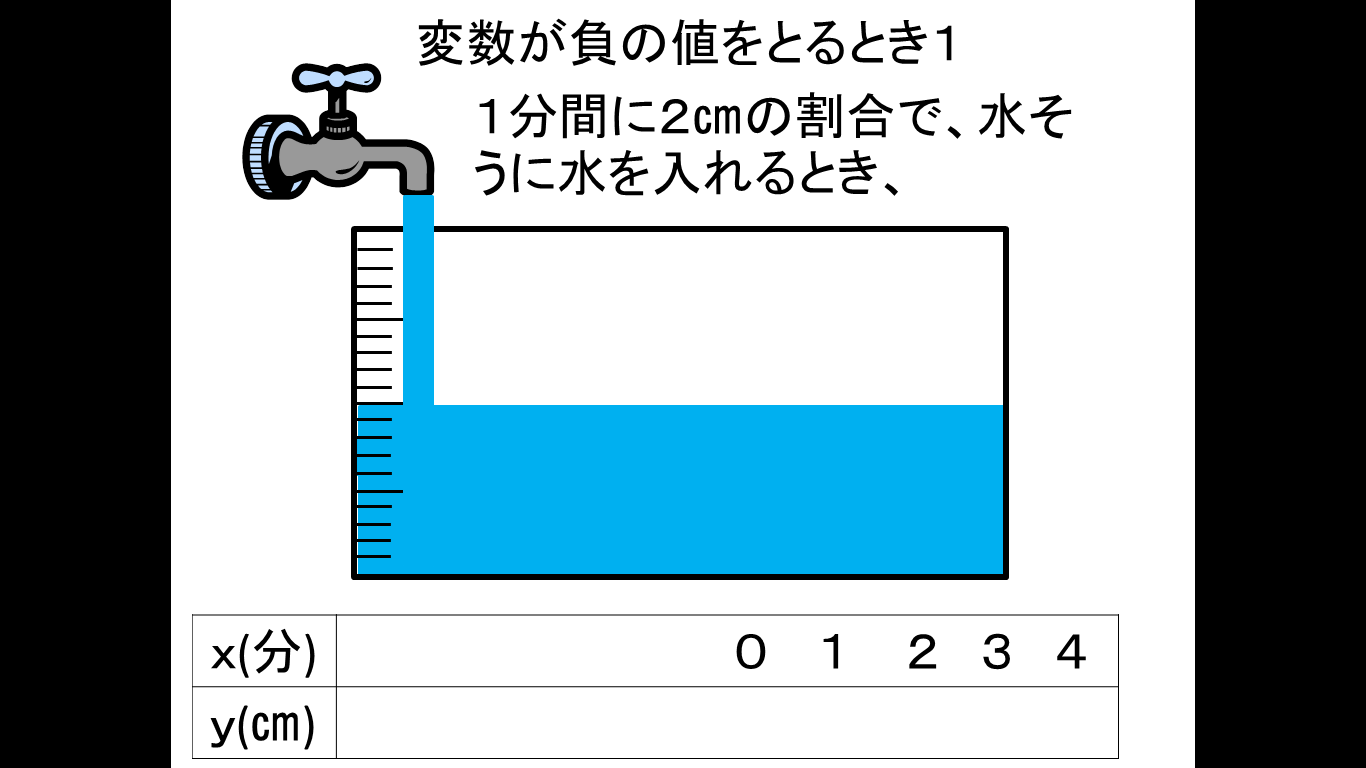 変数が負の値をとるとき１
１分間に２㎝の割合で、水そ
うに水を入れるとき、
x(分) ０ １ ２ ３ ４
y(㎝)